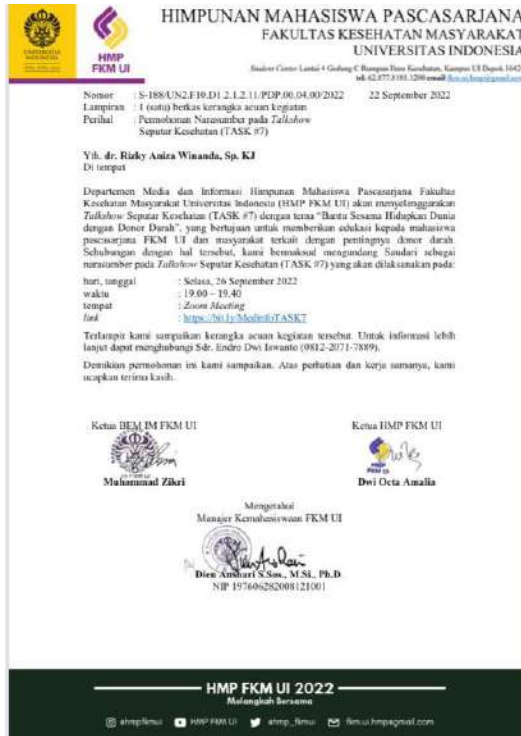 HIMPUNAN MAHASISWA PASCASARJANA
FAKULTAS KESEHATAN MASYARAKAT
UNIVERSITAS INDONESIA
HMP
FKM UI
Nomor : S-188/UN2.F10.D1.2.1.2.11/PDP.00.04.00/2022 22 September 2022
Lampiran : 1 (satu) berkas kerangka acuan kegiatan
Perihal : Permohonan Narasumber pada Talkshow
Seputar Kesehatan (TASK #7)
Yth. dr. Rizky Aniza Winanda, Sp. KJ
Di tempat
Departemen Media dan Informasi Himpunan Mahasiswa Pascasarjana Fakultas
Kesehatan Masyarakat Universitas Indonesia (HMP FKM UI) akan menyelenggarakan
Talkshow Seputar Kesehatan (TASK #7) dengan tema "Bantu Sesama Hidupkan Dunia
dengan Donor Darah", yang bertujuan untuk memberikan edukasi kepada mahasiswa
pascasarjana FKM UI dan masyarakat terkait dengan pentingnya donor darah.
Sehubungan dengan hal tersebut, kami bermaksud mengundang Saudari sebagai
narasumber pada Talkshow Seputar Kesehatan (TASK #7) yang akan dilaksanakan pada:
hari, tanggal : Selasa, 26 September 2022
waktu : 19.00 – 19.40
tempat : Zoom Meeting
link : https://bit.ly/MedinfoTASK7
Terlampir kami sampaikan kerangka acuan kegiatan tersebut. Untuk informasi lebih
lanjut dapat menghubungi Sdr. Endro Dwi Iswanto (0812-2071-7889).
Demikian permohonan ini kami sampaikan. Atas perhatian dan kerja samanya, kami
ucapkan terima kasih.
Ketua BEM IM FKM UI Ketua HMP FKM UI
Muhammad Zikri Dwi Octa Amalia
Mengetahui
Manajer Kemahasiswaan FKM UI
Dien Anshari S.Sos., M.Si., Ph.D
NIP 197606282008121001
HMP FKM UI 2022
Melangkah Bersama
HMP FKM UI